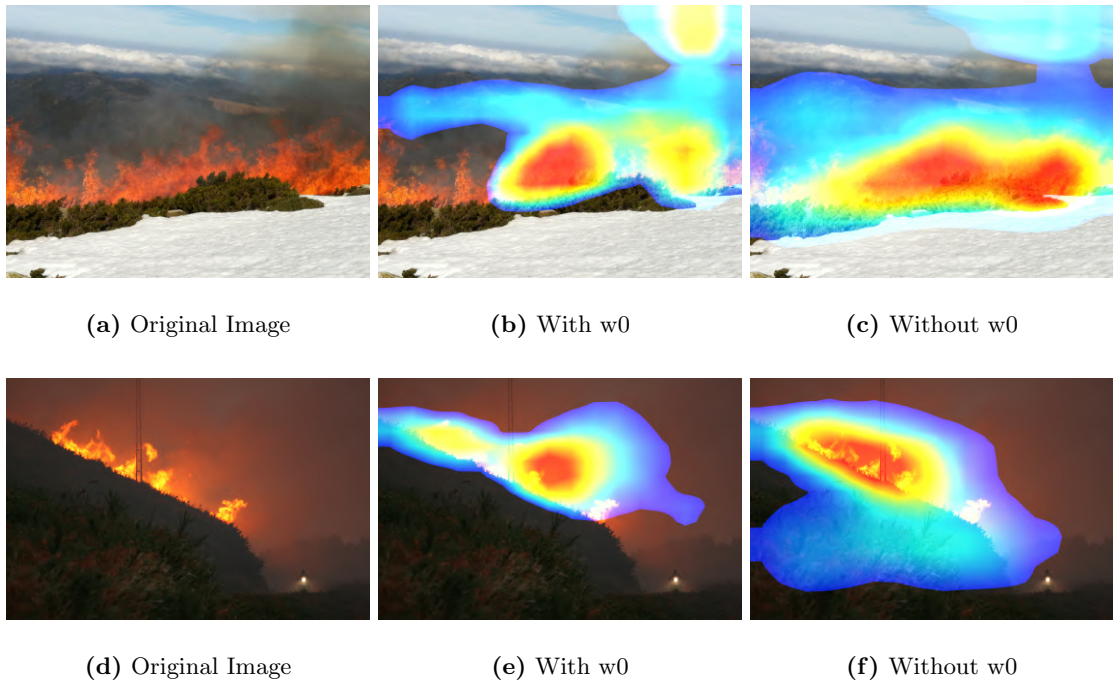 (a) Original Image
(b) With w0
(c) Without w0
(d) Original Image
(e) With w0
(f) Without w0